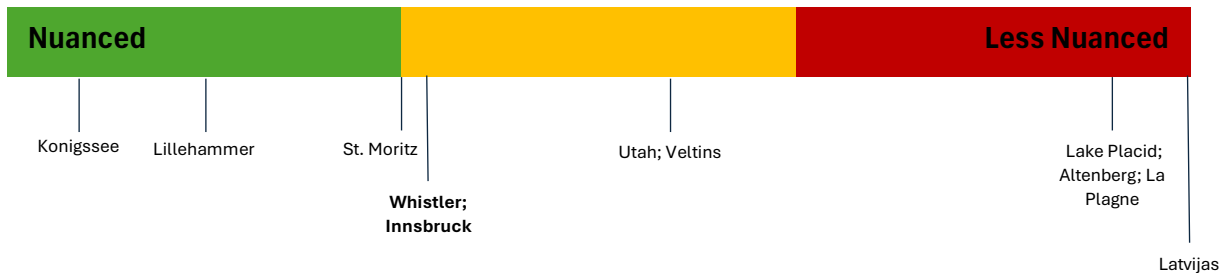 Nuanced
Less Nuanced
Konigssee
Lillehammer
St. Moritz
Whistler;
Innsbruck
Utah; Veltins
Lake Placid;
Altenberg; La
Plagne
Latvijas